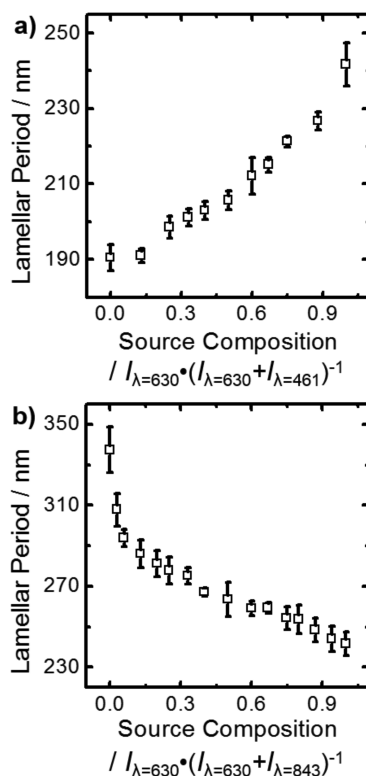 a)
250
230
210
190
Lamellar Period / nm
0.0 0.3 0.6 0.9
Source Composition
/ Iλ=630•(Iλ=630+Iλ=461)-1
b)
350
310
270
230
Lamellar Period / nm
0.0 0.3 0.6 0.9
Source Composition
/ Iλ=630•(Iλ=630+Iλ=843)-1